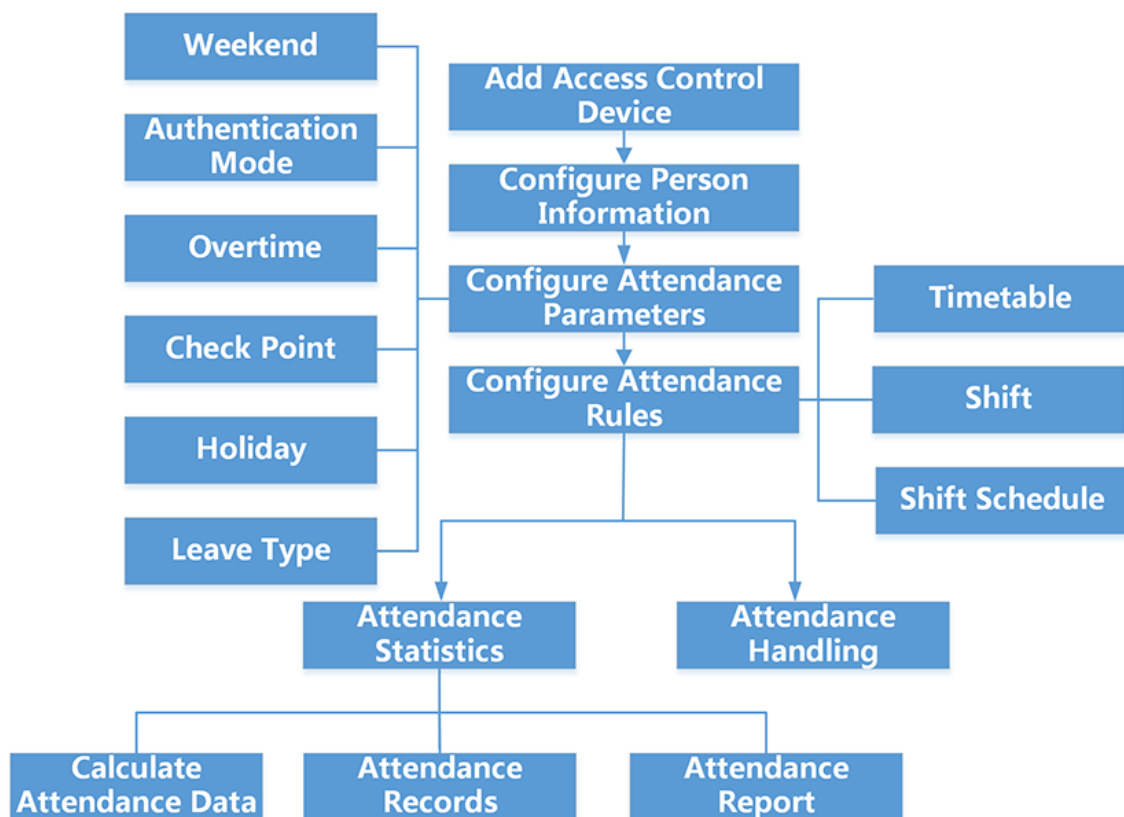 Weekend
Authentication
Mode
Overtime
Check Point
Holiday
Leave Type
Add Access Control
Device
Configure Person
Information
Configure Attendance
Parameters
Configure Attendance
Rules
Timetable
Shift
Shift Schedule
Attendance
Statistics
Attendance
Handling
Calculate
Attendance Data
Attendance
Records
Attendance
Report